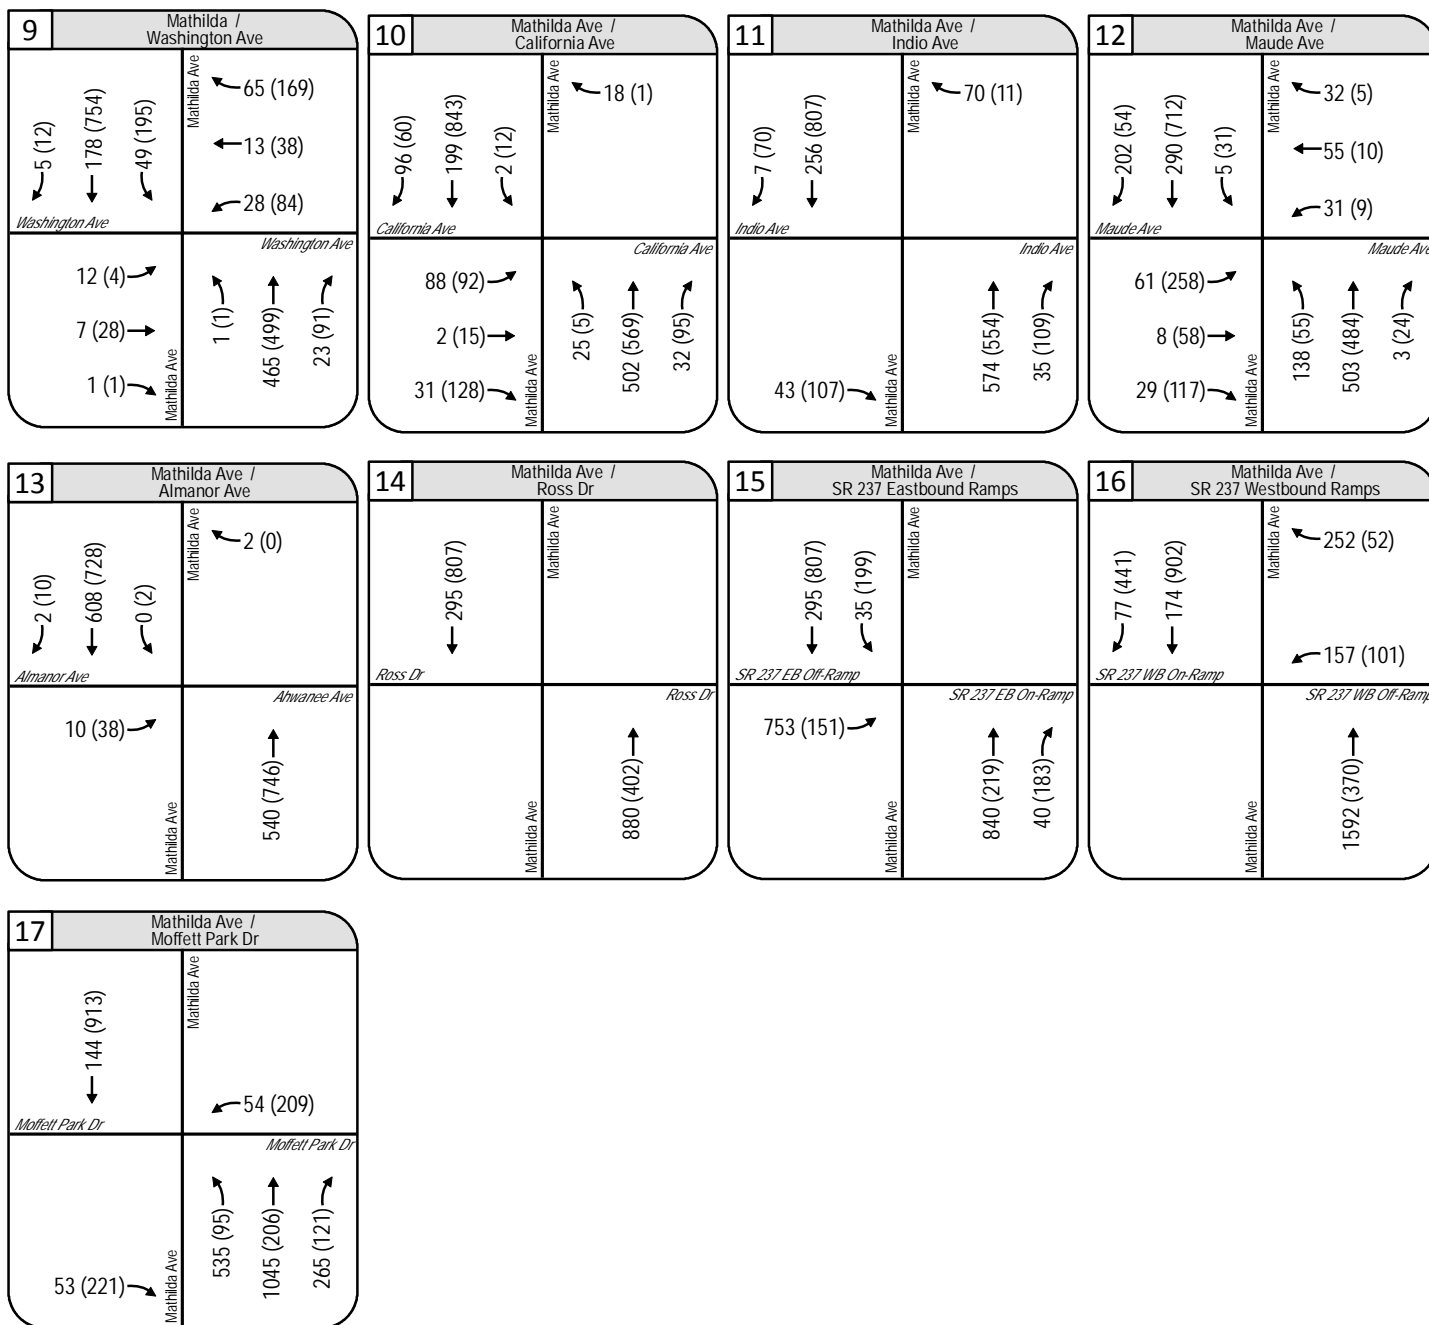 9
Mathilda /
Washington Ave
Mathilda Ave
5 (12)
178 (754)
49 (195)
65 (169)
13 (38)
28 (84)
Washington Ave
Washington Ave
12 (4)
7 (28)
1 (1)
Mathilda Ave
1 (1)
465 (499)
23 (91)
10
Mathilda Ave /
California Ave
Mathilda Ave
96 (60)
199 (843)
2 (12)
18 (1)
California Ave
California Ave
88 (92)
2 (15)
31 (128)
Mathilda Ave
25 (5)
502 (569)
32 (95)
11
Mathilda Ave /
Indio Ave
Mathilda Ave
7 (70)
256 (807)
70 (11)
Indio Ave
Indio Ave
43 (107)
Mathilda Ave
574 (554)
35 (109)
12
Mathilda Ave /
Maude Ave
Mathilda Ave
202 (54)
290 (712)
5 (31)
32 (5)
55 (10)
31 (9)
Maude Ave
Maude Ave
61 (258)
8 (58)
29 (117)
Mathilda Ave
138 (55)
503 (484)
3 (24)
13
Mathilda Ave /
Almanor Ave
Mathilda Ave
2 (10)
608 (728)
0 (2)
2 (0)
Almanor Ave
Ahwanee Ave
10 (38)
Mathilda Ave
540 (746)
14
Mathilda Ave /
Ross Dr
Mathilda Ave
295 (807)
Ross Dr
Ross Dr
Mathilda Ave
880 (402)
15
Mathilda Ave /
SR 237 Eastbound Ramps
Mathilda Ave
295 (807)
35 (199)
SR 237 EB Off-Ramp
SR 237 EB On-Ramp
753 (151)
Mathilda Ave
840 (219)
40 (183)
16
Mathilda Ave /
SR 237 Westbound Ramps
Mathilda Ave
77 (441)
174 (902)
252 (52)
157 (101)
SR 237 WB On-Ramp
SR 237 WB Off-Ramp
Mathilda Ave
1592 (370)
17
Mathilda Ave /
Moffett Park Dr
Mathilda Ave
144 (913)
54 (209)
Moffett Park Dr
Moffett Park Dr
53 (221)
Mathilda Ave
535 (95)
1045 (206)
265 (121)